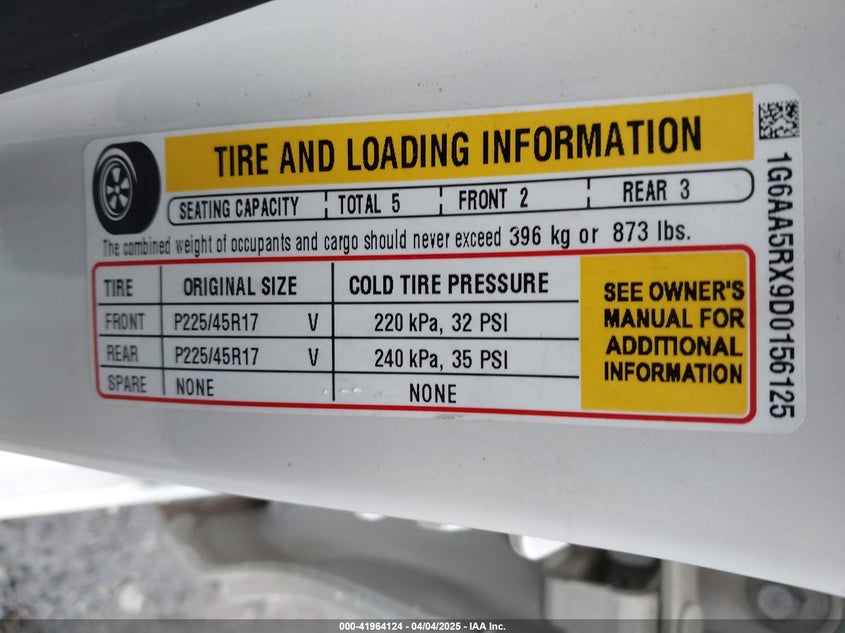 TIRE AND LOADING INFORMATION
SEATING CAPACITY TOTAL 5 FRONT 2 REAR 3
The combined weight of occupants and cargo should never exceed 396 kg or 873 lbs.
TIRE ORIGINAL SIZE COLD TIRE PRESSURE
FRONT P225/45R17 V 220 kPa, 32 PSI
REAR P225/45R17 V 240 kPa, 35 PSI
SPARE NONE NONE
SEE OWNER'S
MANUAL FOR
ADDITIONAL
INFORMATION
1G6AA5RX9D0156125
000-41964124 - 04/04/2025 - IAA Inc.